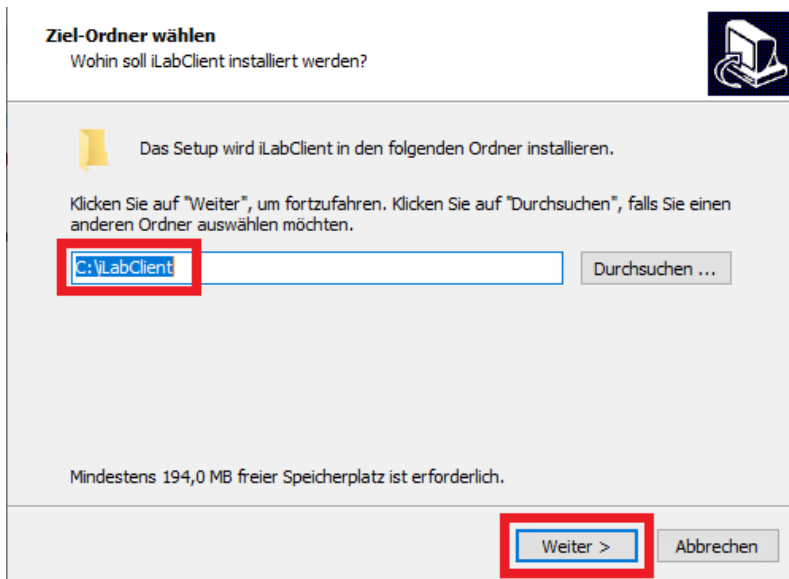 Ziel-Ordner wählen
Wohin soll iLabClient installiert werden?
Das Setup wird iLabClient in den folgenden Ordner installieren.
Klicken Sie auf "Weiter", um fortzufahren. Klicken Sie auf "Durchsuchen", falls Sie einen
anderen Ordner auswählen möchten.
C:\iLabClient
Durchsuchen ...
Mindestens 194,0 MB freier Speicherplatz ist erforderlich.
Weiter >
Abbrechen